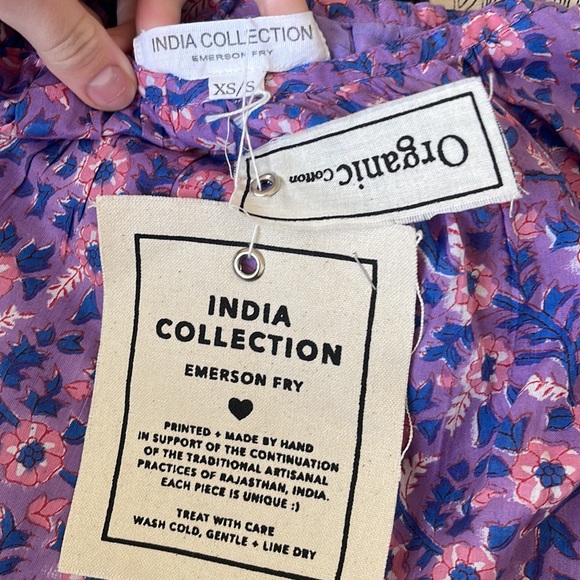 INDIA COLLECTION
EMERSON FRY
XS/S
Organic Cotton
INDIA
COLLECTION
EMERSON FRY
PRINTED + MADE BY HAND
IN SUPPORT OF THE CONTINUATION
OF THE TRADITIONAL ARTISANAL
PRACTICES OF RAJASTHAN, INDIA.
EACH PIECE IS UNIQUE :)
TREAT WITH CARE
WASH COLD, GENTLE + LINE DRY